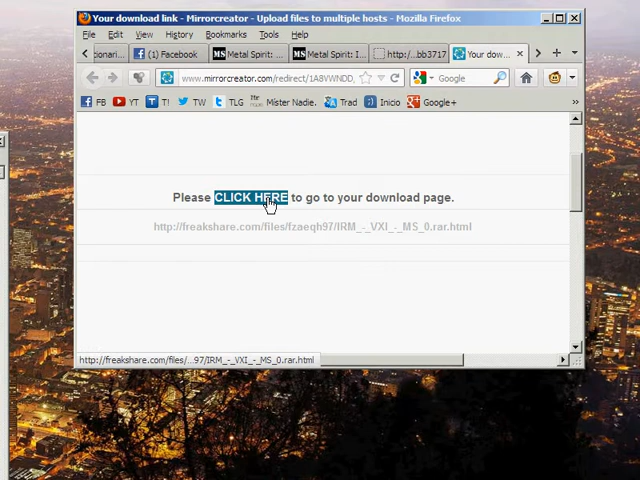 Your download link - Mirrorcreator - Upload files to multiple hosts - Mozilla Firefox
File Edit View History Bookmarks Tools Help
cionari... (1) Facebook Metal Spirit: ... Metal Spirit: I... http:/...bb3717 Your dow...
www.mirrorcreator.com/redirect/1A8VWNDD, Google
FB YT T! TW TLG Míster Nadie. Trad Inicio Google+ »
Please CLICK HERE to go to your download page.
http://freakshare.com/files/fzaeqh97/IRM_-_VXI_-_MS_0.rar.html
http://freakshare.com/files/...97/IRM_-_VXI_-_MS_0.rar.html